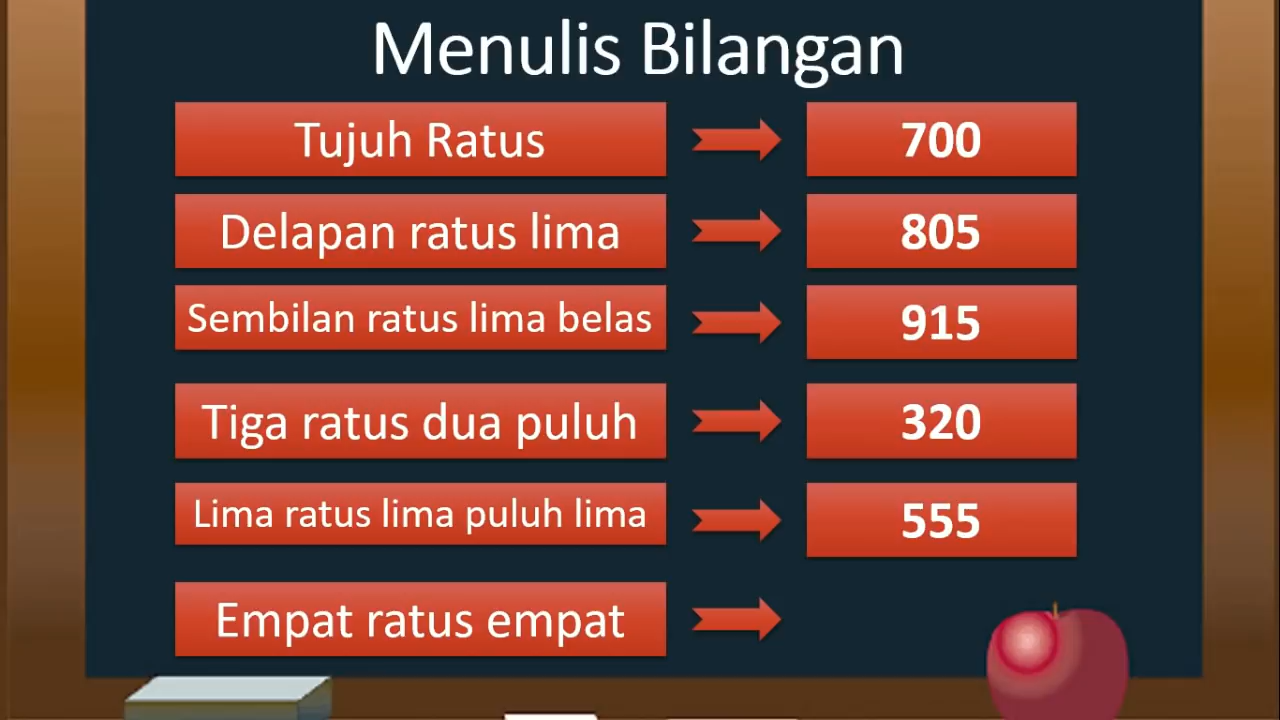 Menulis Bilangan
Tujuh Ratus 700
Delapan ratus lima 805
Sembilan ratus lima belas 915
Tiga ratus dua puluh 320
Lima ratus lima puluh lima 555
Empat ratus empat